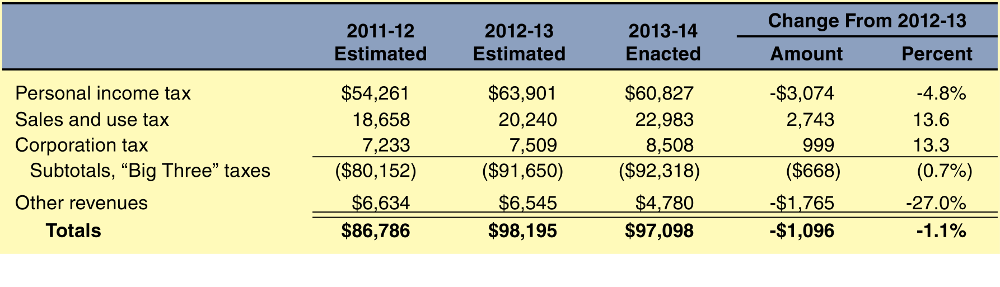 Change From 2012-13
2011-12 2012-13 2013-14
Estimated Estimated Enacted Amount Percent
Personal income tax $54,261 $63,901 $60,827 -$3,074 -4.8%
Sales and use tax 18,658 20,240 22,983 2,743 13.6
Corporation tax 7,233 7,509 8,508 999 13.3
Subtotals, “Big Three” taxes ($80,152) ($91,650) ($92,318) ($668) (0.7%)
Other revenues $6,634 $6,545 $4,780 -$1,765 -27.0%
Totals $86,786 $98,195 $97,098 -$1,096 -1.1%